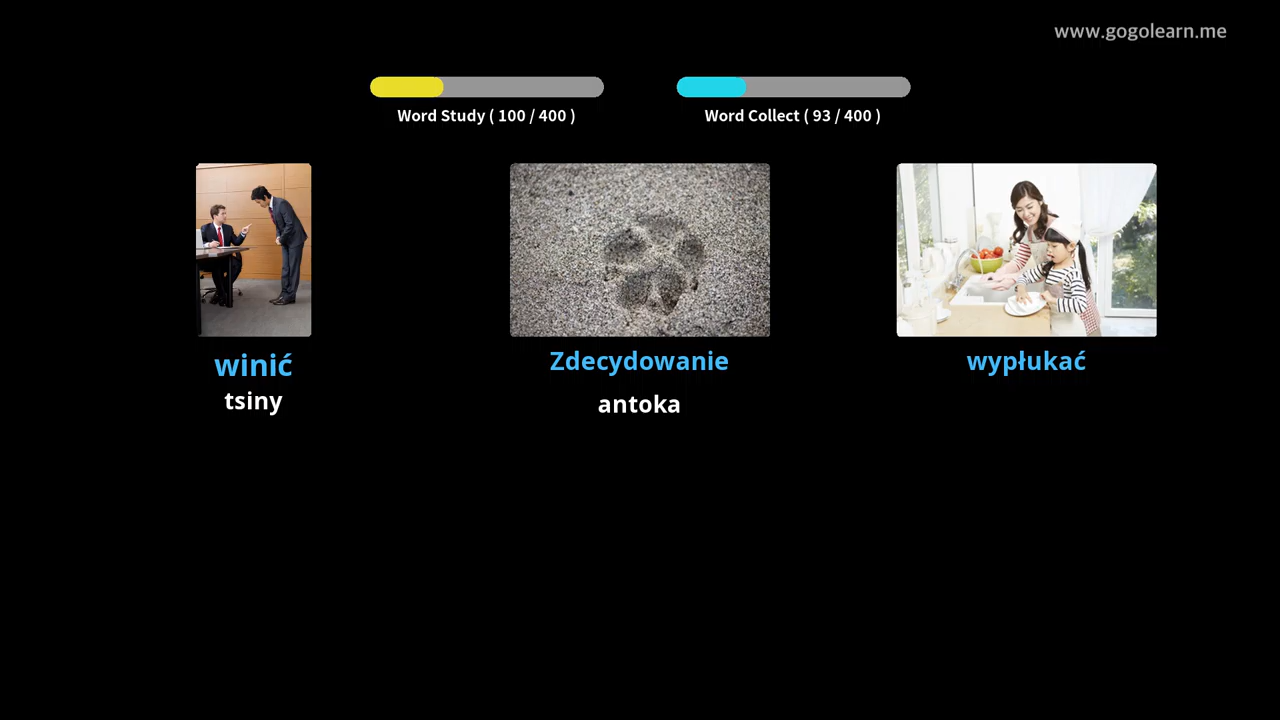 www.gogolearn.me
Word Study ( 100 / 400 )
Word Collect ( 93 / 400 )
winić
tsiny
Zdecydowanie
antoka
wypłukać